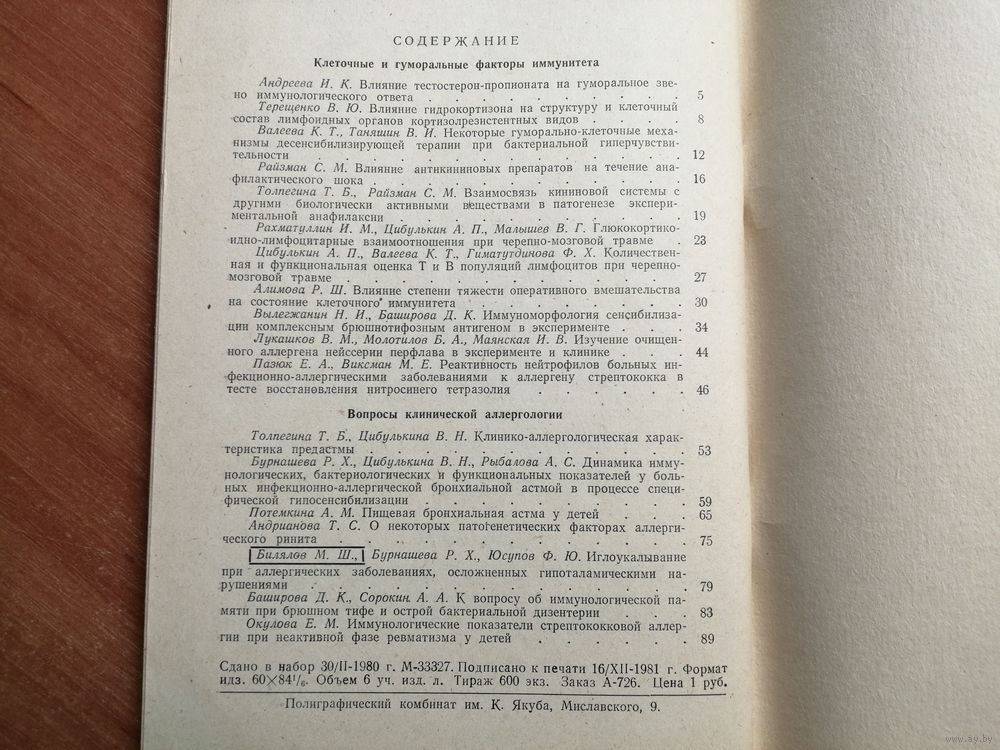 СОДЕРЖАНИЕ
Клеточные и гуморальные факторы иммунитета
Андреева И. К. Влияние тестостерон-пропионата на гуморальное зве-
но иммунологического ответа . . . . . . . . . . 5
Терещенко В. Ю. Влияние гидрокортизона на структуру и клеточный
состав лимфоидных органов кортизолрезистентных видов . . . . 8
Валеева К. Т., Таняшин В. И. Некоторые гуморально-клеточные меха-
низмы десенсибилизирующей терапии при бактериальной гиперчувстви-
тельности . . . . . . . . . . . . . . 12
Райзман С. М. Влияние антикининовых препаратов на течение ана-
филактического шока . . . . . . . . . . . . 16
Толпегина Т. Б., Райзман С. М. Взаимосвязь кининовой системы с
другими биологически активными веществами в патогенезе экспери-
ментальной анафилаксии . . . . . . . . . . . 19
Рахматуллин И. М., Цибулькин А. П., Малышев В. Г. Глюкокортико-
идно-лимфоцитарные взаимоотношения при черепно-мозговой травме . 23
Цибулькин А. П., Валеева К. Т., Гиматутдинова Ф. Х. Количествен-
ная и функциональная оценка Т и В популяций лимфоцитов при черепно-
мозговой травме . . . . . . . . . . . . . 27
Алимова Р. Ш. Влияние степени тяжести оперативного вмешательства
на состояние клеточного иммунитета . . . . . . . . 30
Вылегжанин Н. И., Баширова Д. К. Иммуноморфология сенсибилиза-
ции комплексным брюшнотифозным антигеном в эксперименте . . . 34
Лукашков В. М., Молотилов Б. А., Маянская И. В. Изучение очищен-
ного аллергена нейссерии перфлава в эксперименте и клинике . . . 44
Пазюк Е. А., Виксман М. Е. Реактивность нейтрофилов больных ин-
фекционно-аллергическими заболеваниями к аллергену стрептококка в
тесте восстановления нитросинего тетразолия . . . . . . 46
Вопросы клинической аллергологии
Толпегина Т. Б., Цибулькина В. Н. Клинико-аллергологическая харак-
теристика предастмы . . . . . . . . . . . . 53
Бурнашева Р. Х., Цибулькина В. Н., Рыбалова А. С. Динамика имму-
нологических, бактериологических и функциональных показателей у боль-
ных инфекционно-аллергической бронхиальной астмой в процессе специ-
фической гипосенсибилизации . . . . . . . . . . 59
Потемкина А. М. Пищевая бронхиальная астма у детей . . . 65
Андрианова Т. С. О некоторых патогенетических факторах аллерги-
ческого ринита . . . . . . . . . . . . . 75
Билялов М. Ш., Бурнашева Р. Х., Юсупов Ф. Ю. Иглоукалывание
при аллергических заболеваниях, осложненных гипоталамическими на-
рушениями . . . . . . . . . . . . . . 79
Баширова Д. К., Сорокин А. А. К вопросу об иммунологической па-
мяти при брюшном тифе и острой бактериальной дизентерии . . . 83
Окулова Е. М. Иммунологические показатели стрептококковой аллер-
гии при неактивной фазе ревматизма у детей . . . . . . 89
Сдано в набор 30/II-1980 г. М-33327. Подписано к печати 16/XII-1981 г. Формат
идз. 60×84¹/₆. Объем 6 уч. изд. л. Тираж 600 экз. Заказ А-726. Цена 1 руб.
Полиграфический комбинат им. К. Якуба, Миславского, 9.
www.ay.by